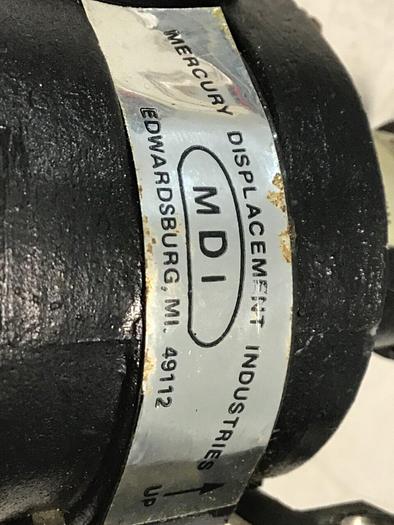 MERCURY DISPLACEMENT INDUSTRIES
MDI
EDWARDSBURG, MI. 49112
UP